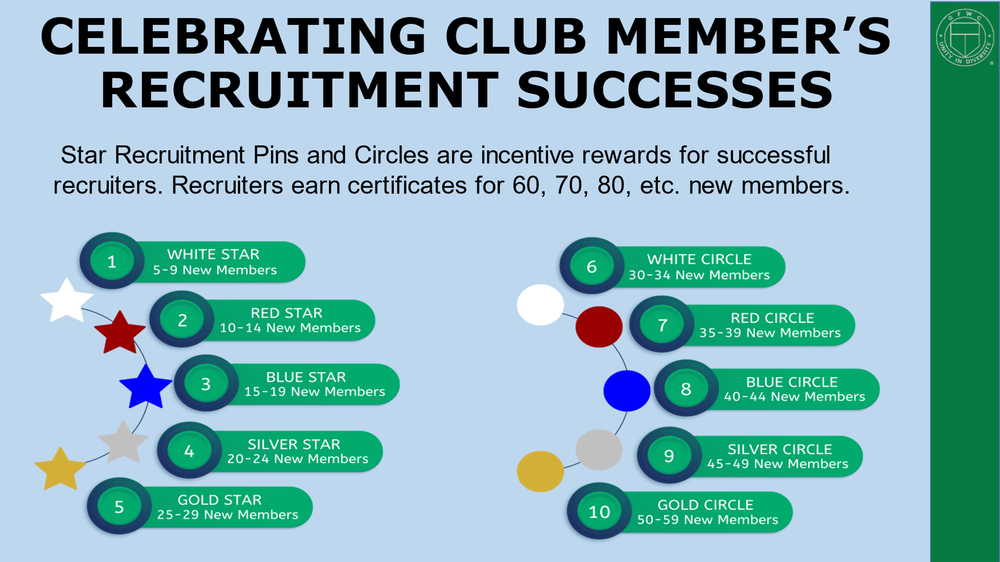 CELEBRATING CLUB MEMBER’S
RECRUITMENT SUCCESSES
GFWC
* UNITY IN DIVERSITY *
®
Star Recruitment Pins and Circles are incentive rewards for successful
recruiters. Recruiters earn certificates for 60, 70, 80, etc. new members.
1
WHITE STAR
5-9 New Members
2
RED STAR
10-14 New Members
3
BLUE STAR
15-19 New Members
4
SILVER STAR
20-24 New Members
5
GOLD STAR
25-29 New Members
6
WHITE CIRCLE
30-34 New Members
7
RED CIRCLE
35-39 New Members
8
BLUE CIRCLE
40-44 New Members
9
SILVER CIRCLE
45-49 New Members
10
GOLD CIRCLE
50-59 New Members